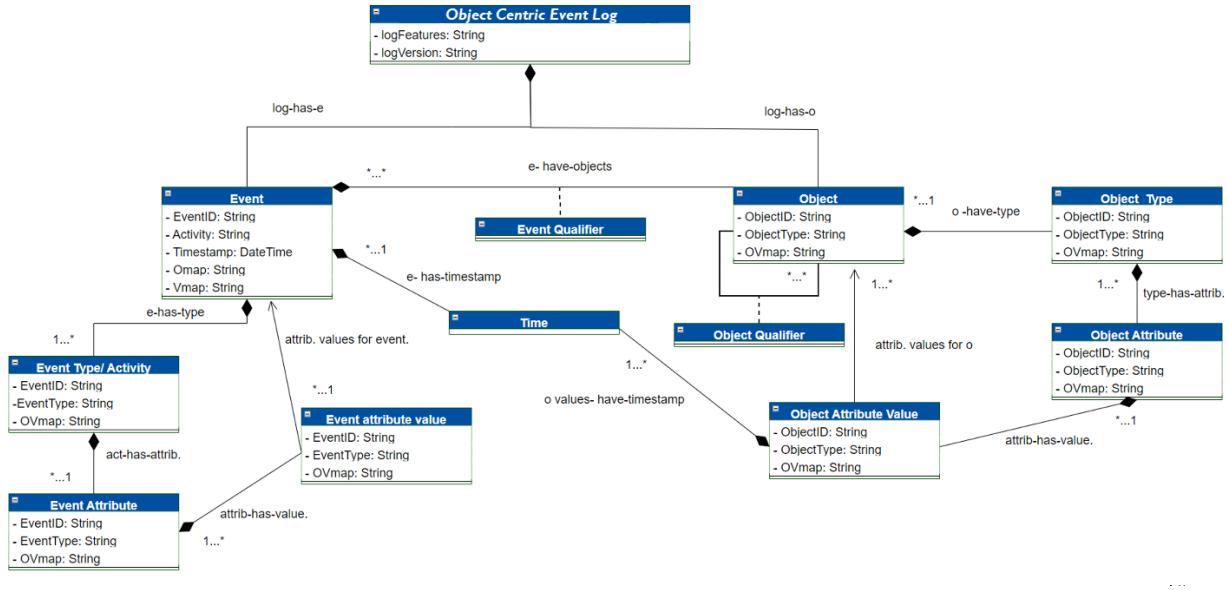 Object Centric Event Log
- logFeatures: String
- logVersion: String
log-has-e
log-has-o
*...*
e- have-objects
Event
- EventID: String
- Activity: String
- Timestamp: DateTime
- Omap: String
- Vmap: String
Event Qualifier
Object
- ObjectID: String
- ObjectType: String
- OVmap: String
*...*
*...1
o -have-type
Object Type
- ObjectID: String
- ObjectType: String
- OVmap: String
*...1
e- has-timestamp
1...*
1...*
type-has-attrib.
e-has-type
Time
Object Qualifier
Object Attribute
- ObjectID: String
- ObjectType: String
- OVmap: String
1...*
attrib. values for event.
attrib. values for o
Event Type/ Activity
- EventID: String
-EventType: String
- OVmap: String
1...*
*...1
o values- have-timestamp
Event attribute value
- EventID: String
- EventType: String
- OVmap: String
Object Attribute Value
- ObjectID: String
- ObjectType: String
- OVmap: String
*...1
attrib-has-value.
act-has-attrib.
*...1
Event Attribute
- EventID: String
- EventType: String
- OVmap: String
attrib-has-value.
1...*